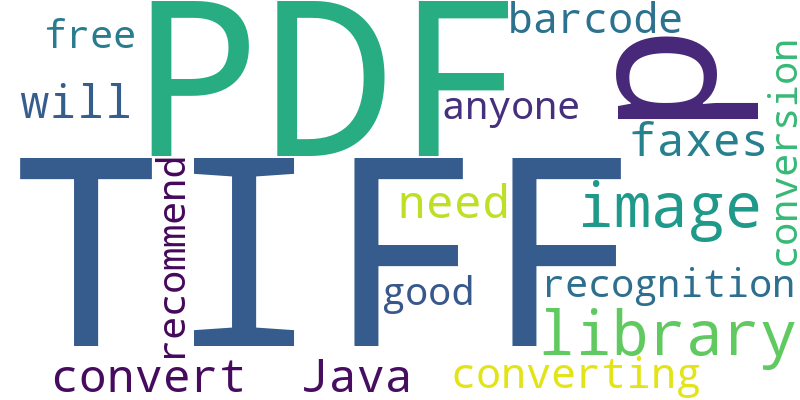 free
PDF
barcode
will
anyone
p
faxes
conversion
TIFF
recommend
need
image
good
recognition
library
convert
Java
converting